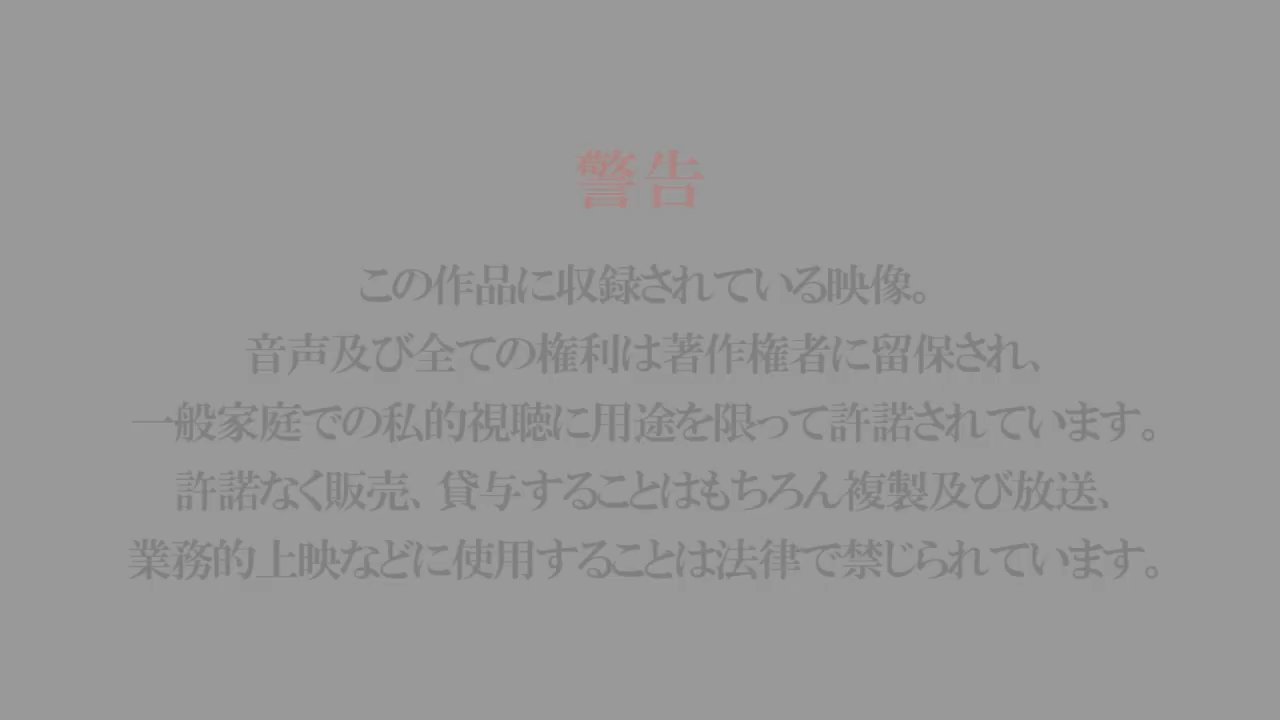 警告
この作品に収録されている映像。
音声及び全ての権利は著作権者に留保され、
一般家庭での私的視聴に用途を限って許諾されています。
許諾なく販売、貸与することはもちろん複製及び放送、
業務的上映などに使用することは法律で禁じられています。